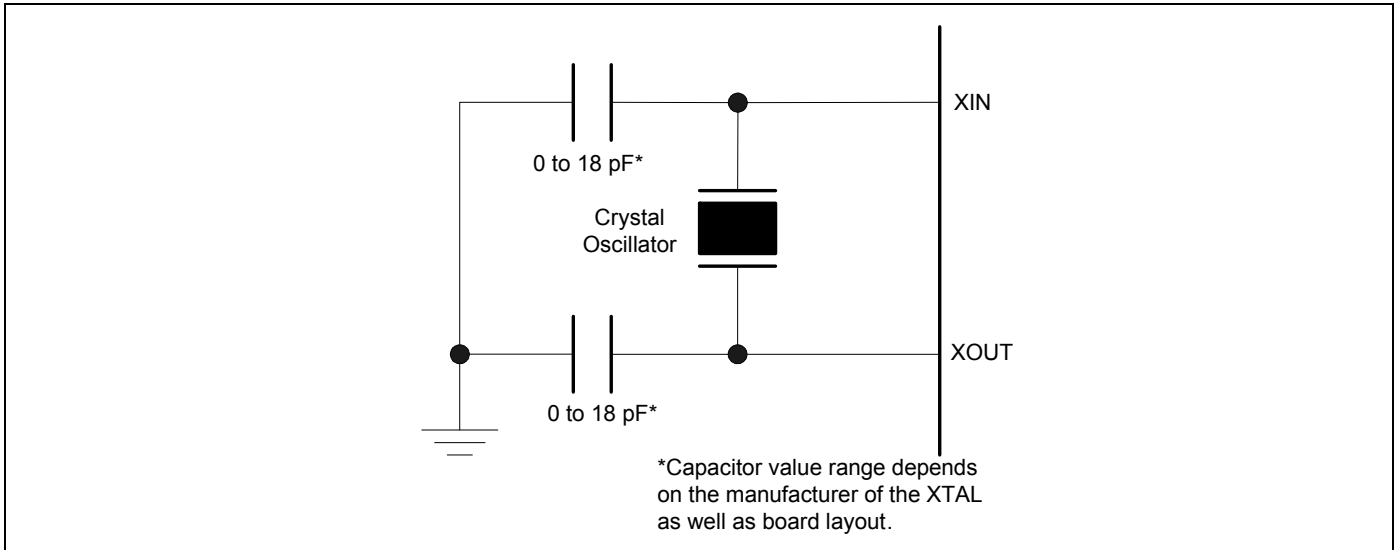 XIN
0 to 18 pF*
Crystal
Oscillator
XOUT
0 to 18 pF*
*Capacitor value range depends
on the manufacturer of the XTAL
as well as board layout.